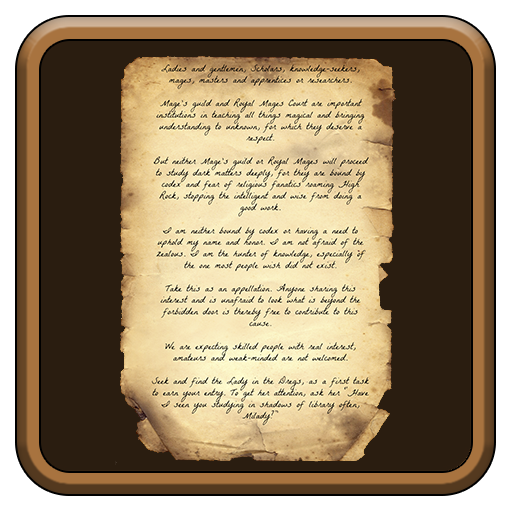 Ladies and gentlemen, Scholars, knowledge-seekers,
mages, masters and apprentices or researchers.
Mage's guild and Royal Mages Court are important
institutions in teaching all things magical and bringing
understanding to unknown, for which they deserve a
respect.
But neither Mage's guild or Royal Mages will proceed
to study dark matters deeply, for they are bound by
codex and fear of religious fanatics roaming High
Rock, stopping the intelligent and wise from doing a
good work.
I am neither bound by codex or having a need to
uphold my name and honor. I am not afraid of the
zealous. I am the hunter of knowledge, especially of
the one most people wish did not exist.
Take this as an appellation. Anyone sharing this
interest and is unafraid to look what is beyond the
forbidden door is thereby free to contribute to this
cause.
We are expecting skilled people with real interest,
amateurs and weak-minded are not welcomed.
Seek and find the Lady in the Dregs, as a first task
to earn your entry. To get her attention, ask her "Have
I seen you studying in shadows of library often,
Milady?"